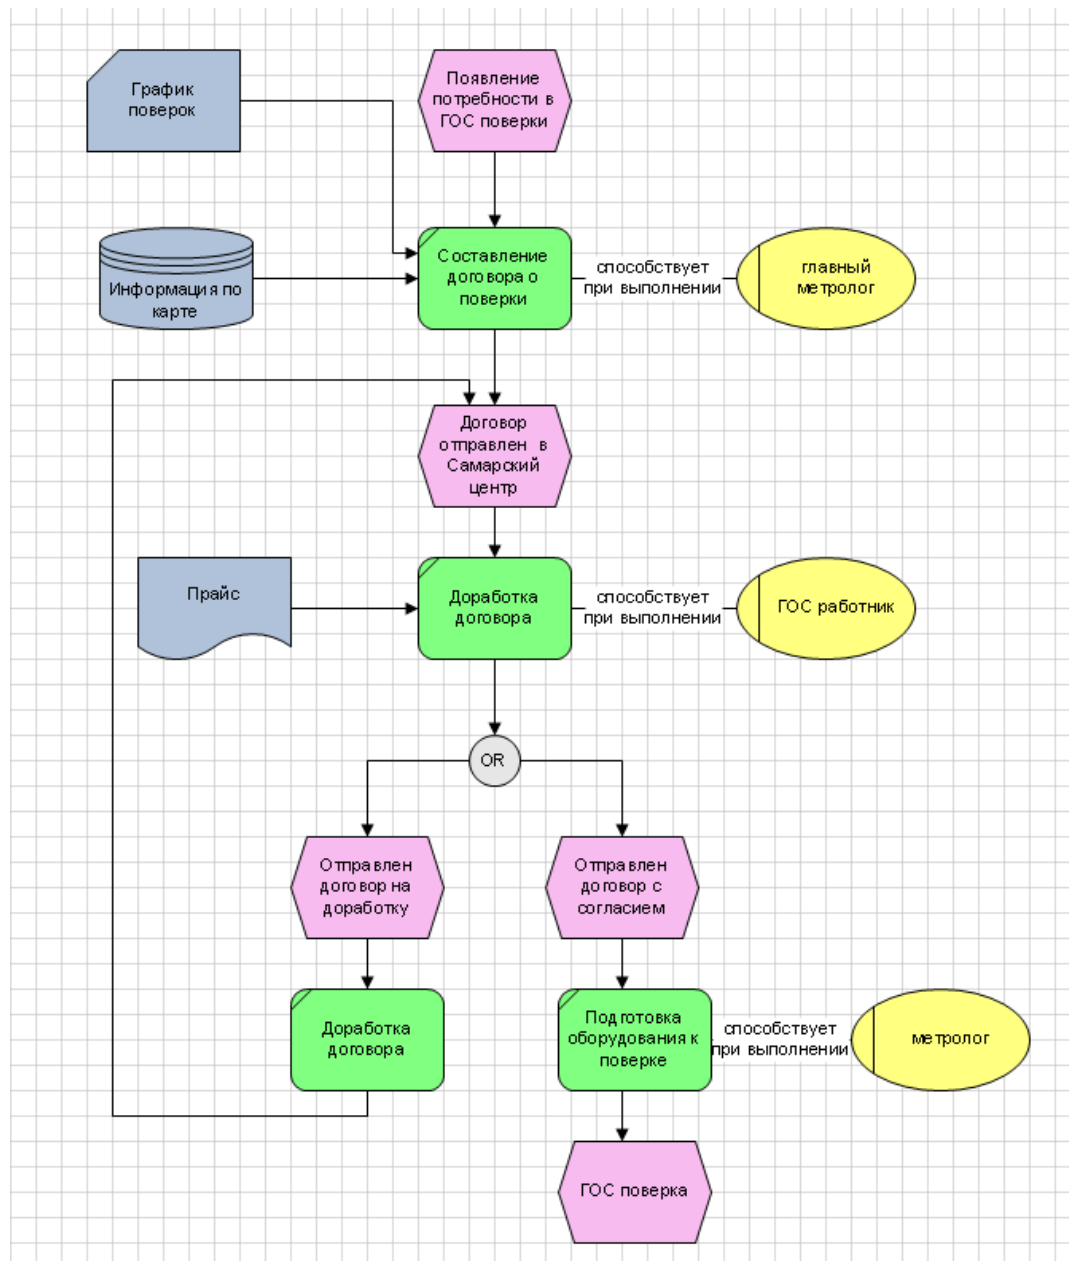 График
поверок
Появление
потребности в
ГОС поверки
Информация по
карте
Составление
договора о
поверки
способствует
при выполнении
главный
метролог
Договор
отправлен в
Самарский
центр
Прайс
Доработка
договора
способствует
при выполнении
ГОС работник
OR
Отправлен
договор на
доработку
Отправлен
договор с
согласием
Доработка
договора
Подготовка
оборудования к
поверке
способствует
при выполнении
метролог
ГОС поверка